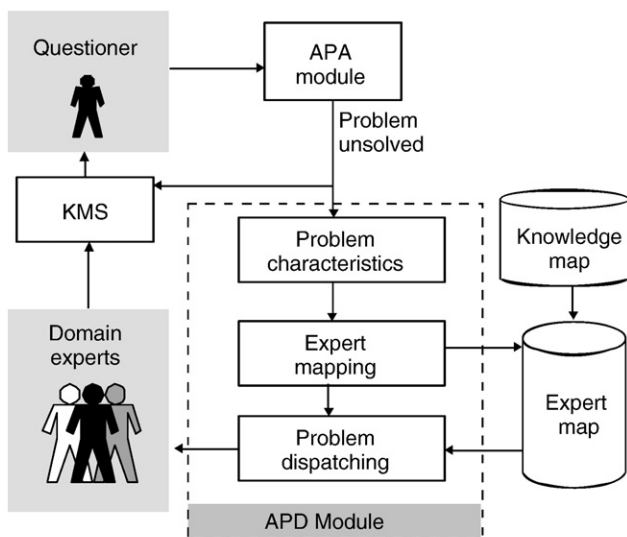 Questioner
APA
module
Problem
unsolved
KMS
Problem
characteristics
Knowledge
map
Domain
experts
Expert
mapping
Expert
map
Problem
dispatching
APD Module